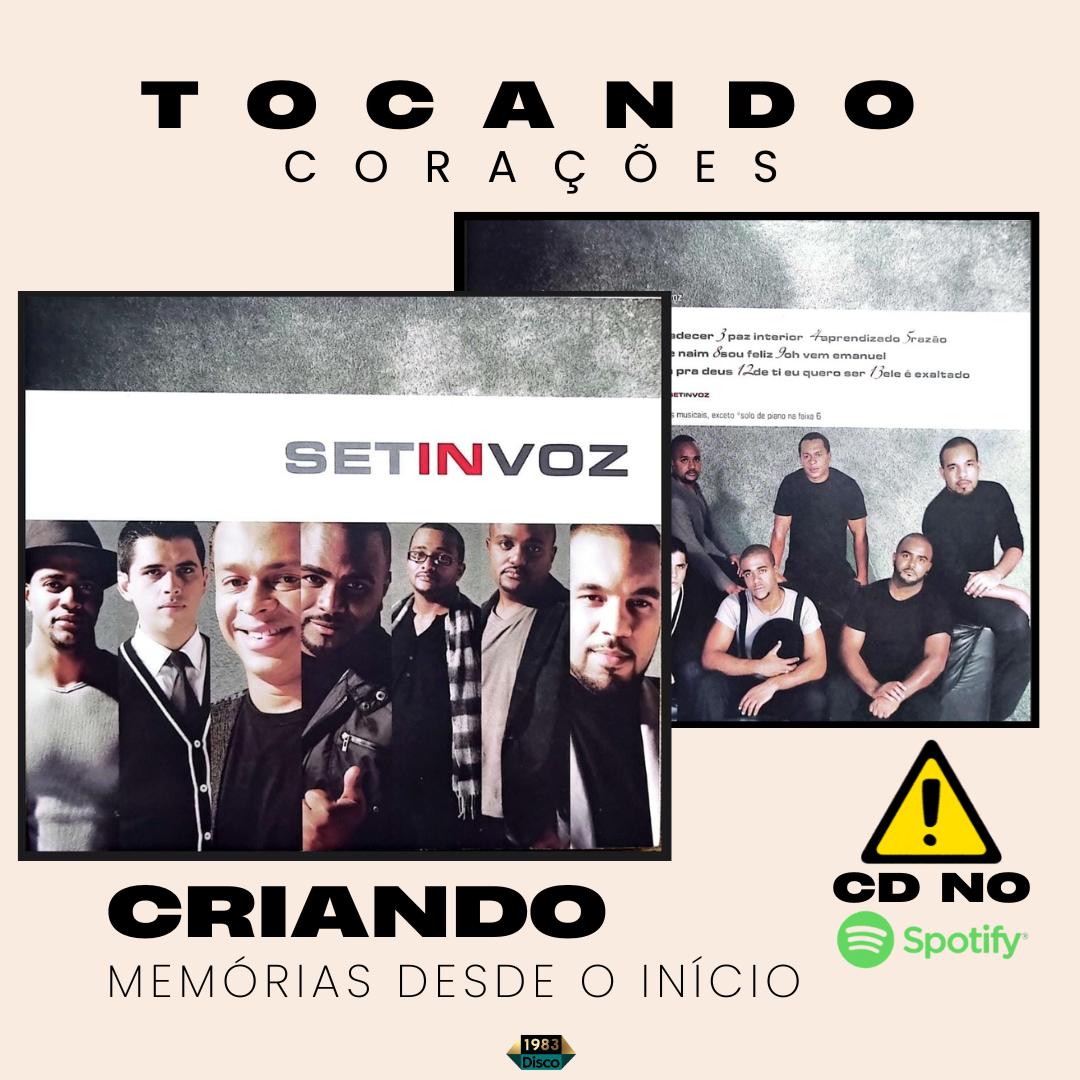 TOCANDO
CORAÇÕES
SETINVOZ
3 paz interior 4 aprendizado 5 razão
naim 8 sou feliz 9 oh vem emanuel
pra deus 12 de ti eu quero ser 13 ele é exaltado
SETINVOZ
musicais, exceto *solo de piano na faixa 6
CD NO
Spotify®
CRIANDO
MEMÓRIAS DESDE O INÍCIO
1983
Disco